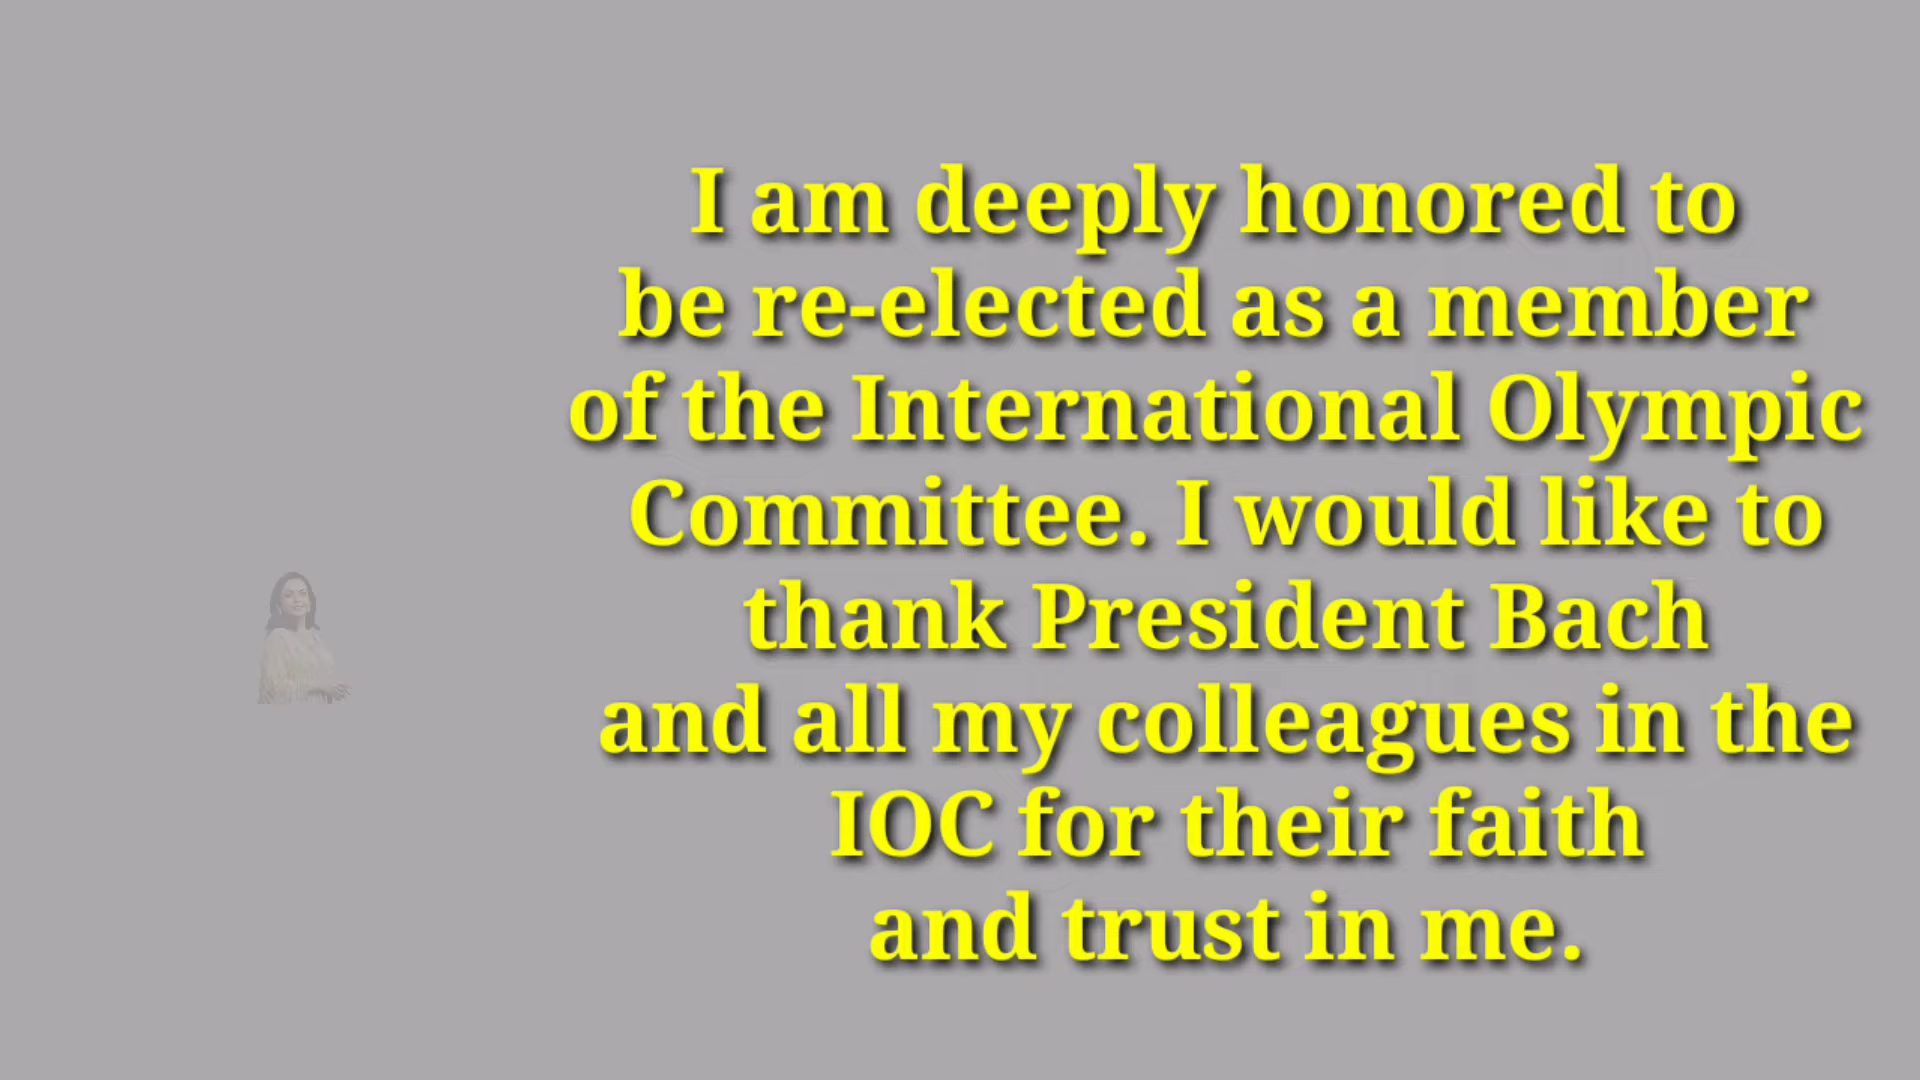 I am deeply honored to
be re-elected as a member
of the International Olympic
Committee. I would like to
thank President Bach
and all my colleagues in the
IOC for their faith
and trust in me.